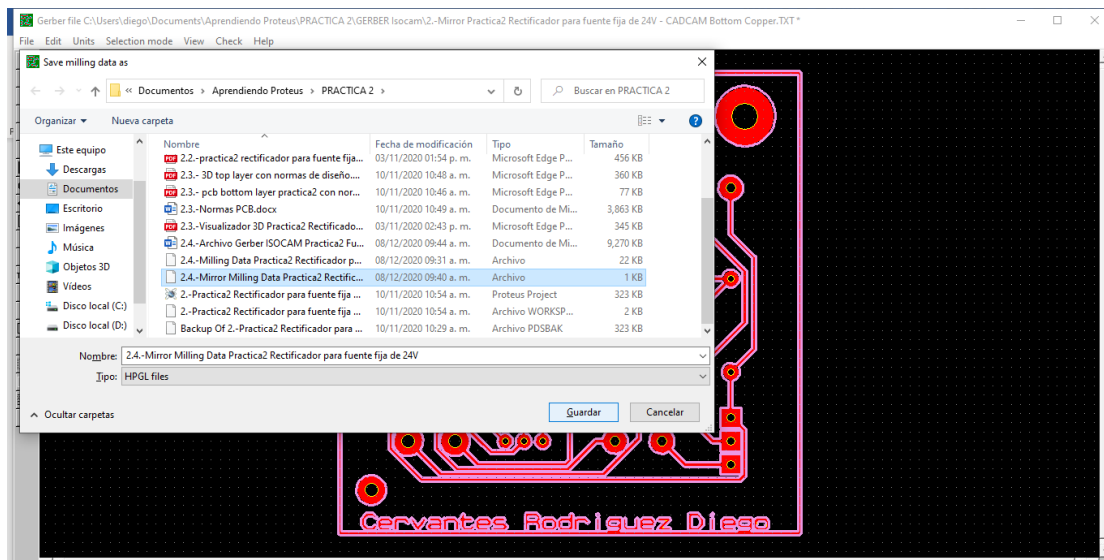 Gerber file C:\Users\diego\Documents\Aprendiendo Proteus\PRACTICA 2\GERBER Isocam\2.-Mirror Practica2 Rectificador para fuente fija de 24V - CADCAM Bottom Copper.TXT *
File Edit Units Selection mode View Check Help
Save milling data as
« Documentos > Aprendiendo Proteus > PRACTICA 2 >
Buscar en PRACTICA 2
Organizar Nueva carpeta
Nombre Fecha de modificación Tipo Tamaño
2.2.-practica2 rectificador para fuente fija... 03/11/2020 01:54 p. m. Microsoft Edge P... 456 KB
2.3.- 3D top layer con normas de diseño.... 10/11/2020 10:48 a. m. Microsoft Edge P... 360 KB
2.3.- pcb bottom layer practica2 con nor... 10/11/2020 10:46 a. m. Microsoft Edge P... 77 KB
2.3.-Normas PCB.docx 10/11/2020 10:49 a. m. Documento de Mi... 3,863 KB
2.3.-Visualizador 3D Practica2 Rectificado... 03/11/2020 02:43 p. m. Microsoft Edge P... 345 KB
2.4.-Archivo Gerber ISOCAM Practica2 Fu... 08/12/2020 09:44 a. m. Documento de Mi... 9,270 KB
2.4.-Milling Data Practica2 Rectificador p... 08/12/2020 09:31 a. m. Archivo 22 KB
2.4.-Mirror Milling Data Practica2 Rectific... 08/12/2020 09:40 a. m. Archivo 1 KB
2.-Practica2 Rectificador para fuente fija ... 10/11/2020 10:54 a. m. Proteus Project 323 KB
2.-Practica2 Rectificador para fuente fija ... 10/11/2020 10:54 a. m. Archivo WORKSP... 2 KB
Backup Of 2.-Practica2 Rectificador para ... 10/11/2020 10:29 a. m. Archivo PDSBAK 323 KB
Este equipo
Descargas
Documentos
Escritorio
Imágenes
Música
Objetos 3D
Vídeos
Disco local (C:)
Disco local (D:)
Nombre: 2.4.-Mirror Milling Data Practica2 Rectificador para fuente fija de 24V
Tipo: HPGL files
Ocultar carpetas
Guardar Cancelar
Cervantes Rodriguez Diego